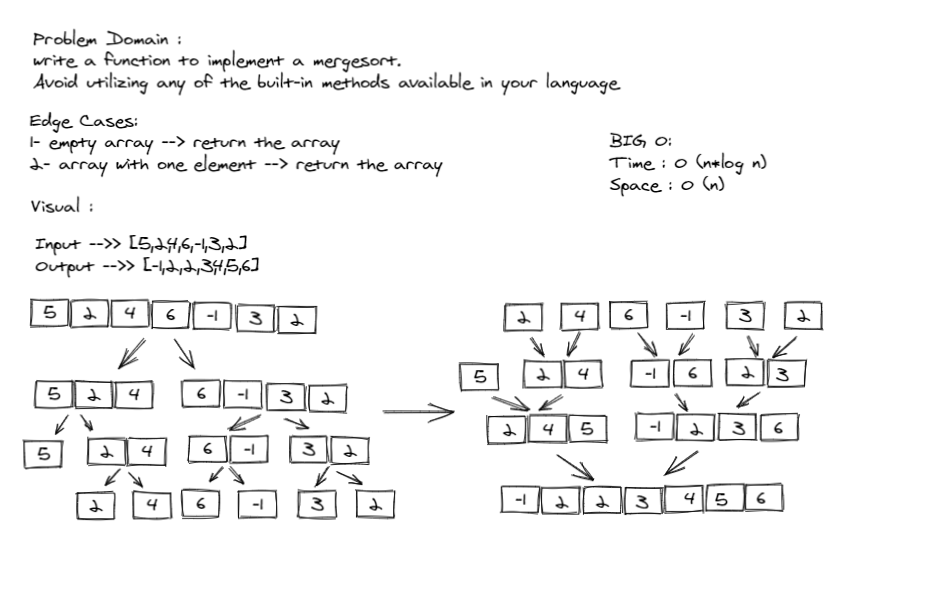 Problem Domain :
write a function to implement a mergesort.
Avoid utilizing any of the built-in methods available in your language
Edge Cases:
1- empty array --> return the array
2- array with one element --> return the array
BIG O:
Time : O (n*log n)
Space : O (n)
Visual :
Input -->> [5,2,4,6,-1,3,2]
Output -->> [-1,2,2,3,4,5,6]
5 2 4 6 -1 3 2
5 2 4 6 -1 3 2
5 2 4 6 -1 3 2
2 4 6 -1 3 2
2 4 6 -1 3 2
5 2 4 -1 6 2 3
2 4 5 -1 2 3 6
-1 2 2 3 4 5 6